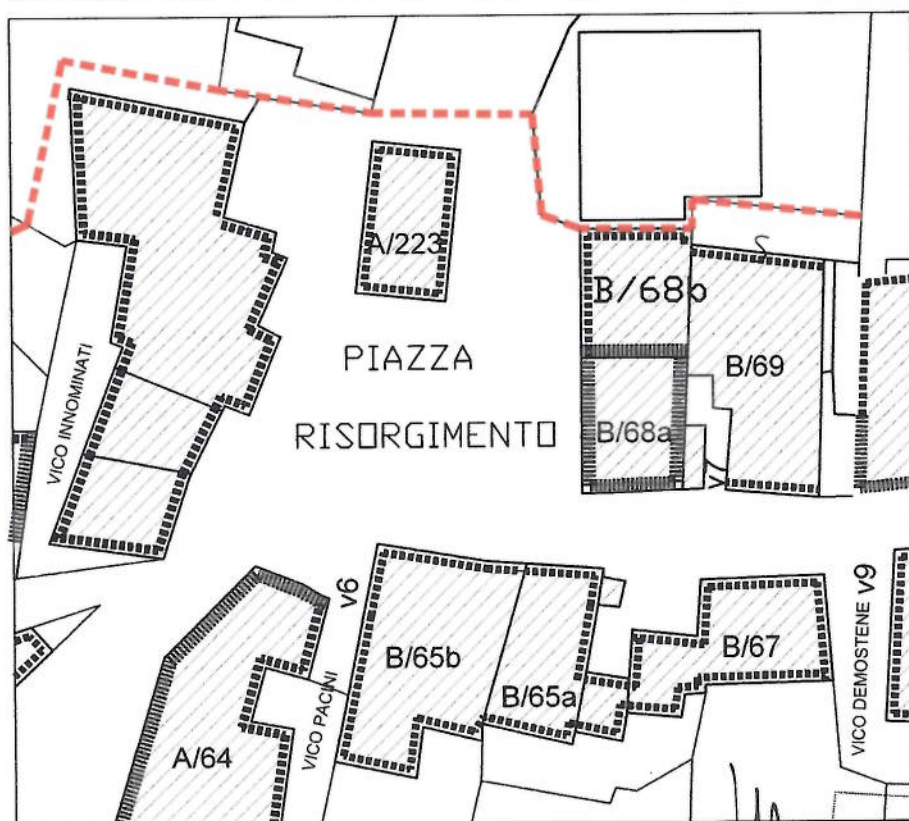 A/223
B/68b
PIAZZA
B/69
RISORGIMENTO
B/68a
VICO INNOMINATI
v6
v9
B/65b
B/67
B/65a
VICO DEMOSTENE
VICO PACINI
A/64